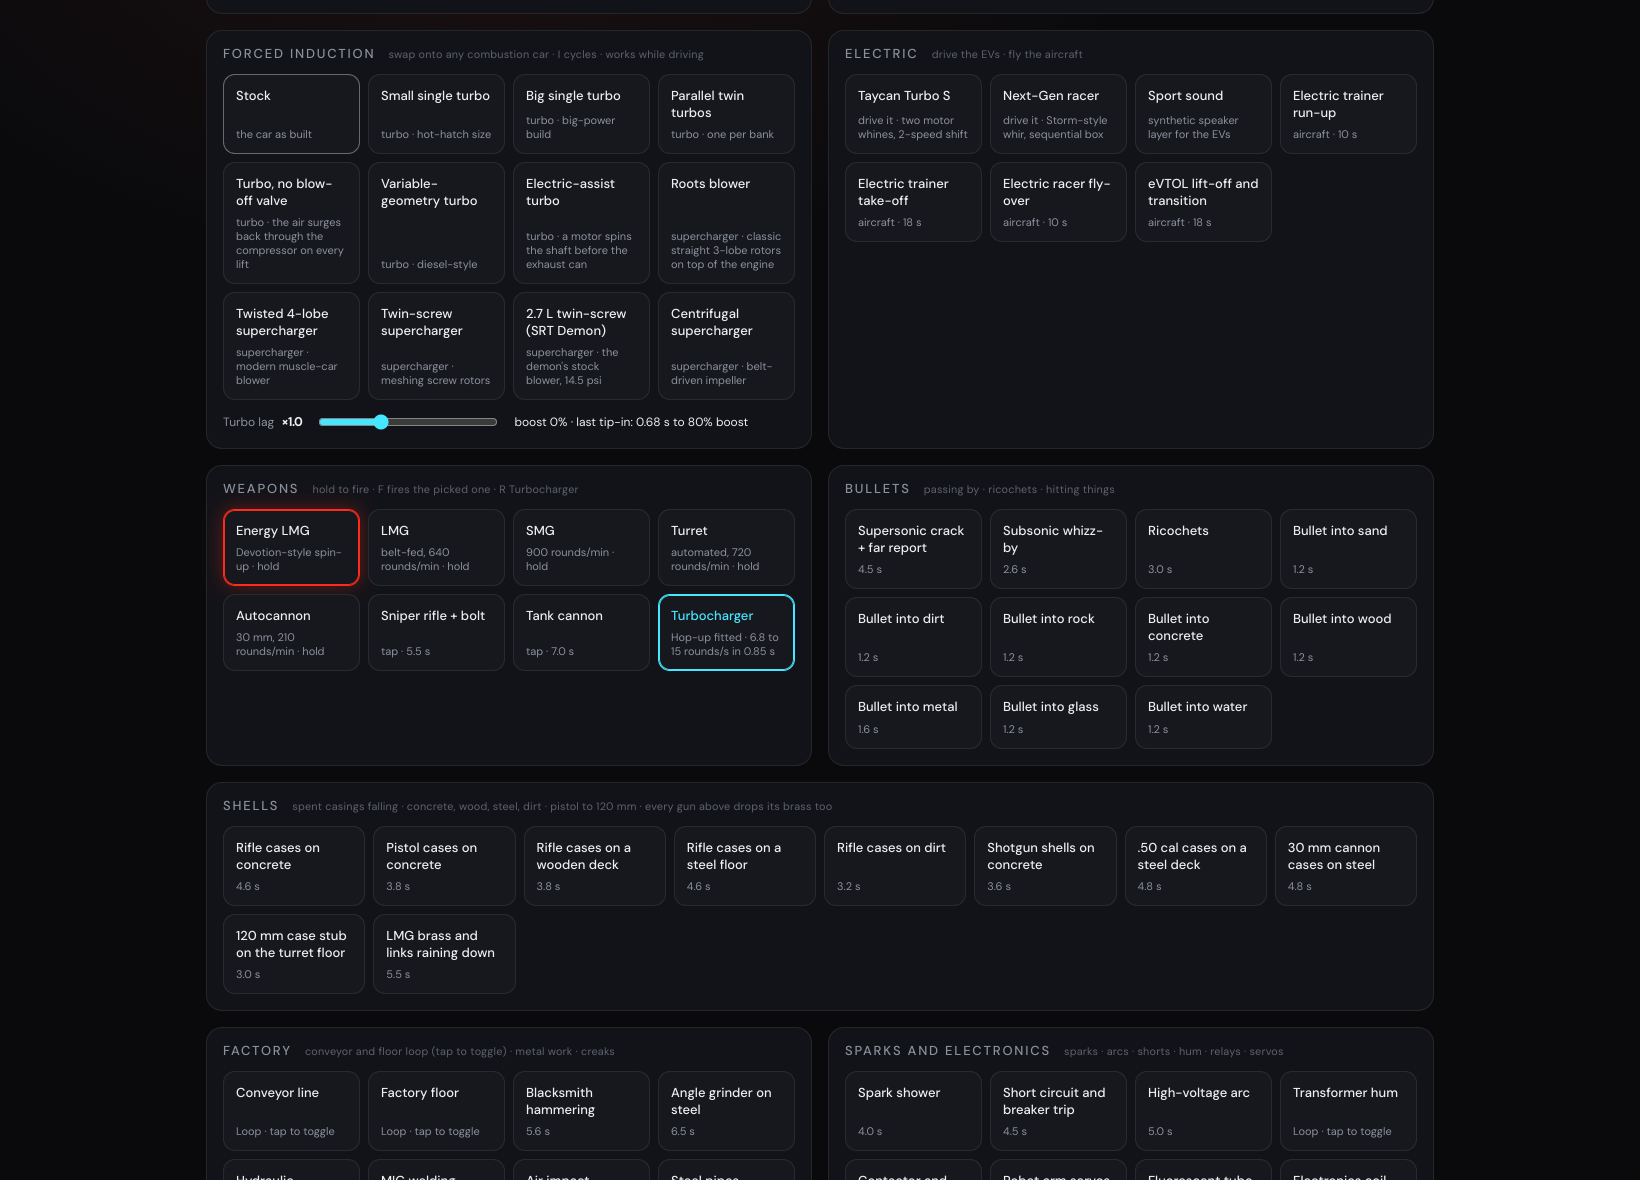 FORCED INDUCTION swap onto any combustion car · I cycles · works while driving
Stock
the car as built
Small single turbo
turbo · hot-hatch size
Big single turbo
turbo · big-power
build
Parallel twin
turbos
turbo · one per bank
Turbo, no blow-
off valve
turbo · the air surges
back through the
compressor on every
lift
Variable-
geometry turbo
turbo · diesel-style
Electric-assist
turbo
turbo · a motor spins
the shaft before the
exhaust can
Roots blower
supercharger · classic
straight 3-lobe rotors
on top of the engine
Twisted 4-lobe
supercharger
supercharger ·
modern muscle-car
blower
Twin-screw
supercharger
supercharger ·
meshing screw rotors
2.7 L twin-screw
(SRT Demon)
supercharger · the
demon's stock
blower, 14.5 psi
Centrifugal
supercharger
supercharger · belt-
driven impeller
Turbo lag ×1.0 boost 0% · last tip-in: 0.68 s to 80% boost
ELECTRIC drive the EVs · fly the aircraft
Taycan Turbo S
drive it · two motor
whines, 2-speed shift
Next-Gen racer
drive it · Storm-style
whir, sequential box
Sport sound
synthetic speaker
layer for the EVs
Electric trainer
run-up
aircraft · 10 s
Electric trainer
take-off
aircraft · 18 s
Electric racer fly-
over
aircraft · 10 s
eVTOL lift-off and
transition
aircraft · 18 s
WEAPONS hold to fire · F fires the picked one · R Turbocharger
Energy LMG
Devotion-style spin-
up · hold
LMG
belt-fed, 640
rounds/min · hold
SMG
900 rounds/min ·
hold
Turret
automated, 720
rounds/min · hold
Autocannon
30 mm, 210
rounds/min · hold
Sniper rifle + bolt
tap · 5.5 s
Tank cannon
tap · 7.0 s
Turbocharger
Hop-up fitted · 6.8 to
15 rounds/s in 0.85 s
BULLETS passing by · ricochets · hitting things
Supersonic crack
+ far report
4.5 s
Subsonic whizz-
by
2.6 s
Ricochets
3.0 s
Bullet into sand
1.2 s
Bullet into dirt
1.2 s
Bullet into rock
1.2 s
Bullet into
concrete
1.2 s
Bullet into wood
1.2 s
Bullet into metal
1.6 s
Bullet into glass
1.2 s
Bullet into water
1.2 s
SHELLS spent casings falling · concrete, wood, steel, dirt · pistol to 120 mm · every gun above drops its brass too
Rifle cases on
concrete
4.6 s
Pistol cases on
concrete
3.8 s
Rifle cases on a
wooden deck
3.8 s
Rifle cases on a
steel floor
4.6 s
Rifle cases on dirt
3.2 s
Shotgun shells on
concrete
3.6 s
.50 cal cases on a
steel deck
4.8 s
30 mm cannon
cases on steel
4.8 s
120 mm case stub
on the turret floor
3.0 s
LMG brass and
links raining down
5.5 s
FACTORY conveyor and floor loop (tap to toggle) · metal work · creaks
Conveyor line
Loop · tap to toggle
Factory floor
Loop · tap to toggle
Blacksmith
hammering
5.6 s
Angle grinder on
steel
6.5 s
Hydraulic
MIG welding
Air impact
Steel pipes
SPARKS AND ELECTRONICS sparks · arcs · shorts · hum · relays · servos
Spark shower
4.0 s
Short circuit and
breaker trip
4.5 s
High-voltage arc
5.0 s
Transformer hum
Loop · tap to toggle
Contactor and
Robot arm servos
Fluorescent tube
Electronics coil